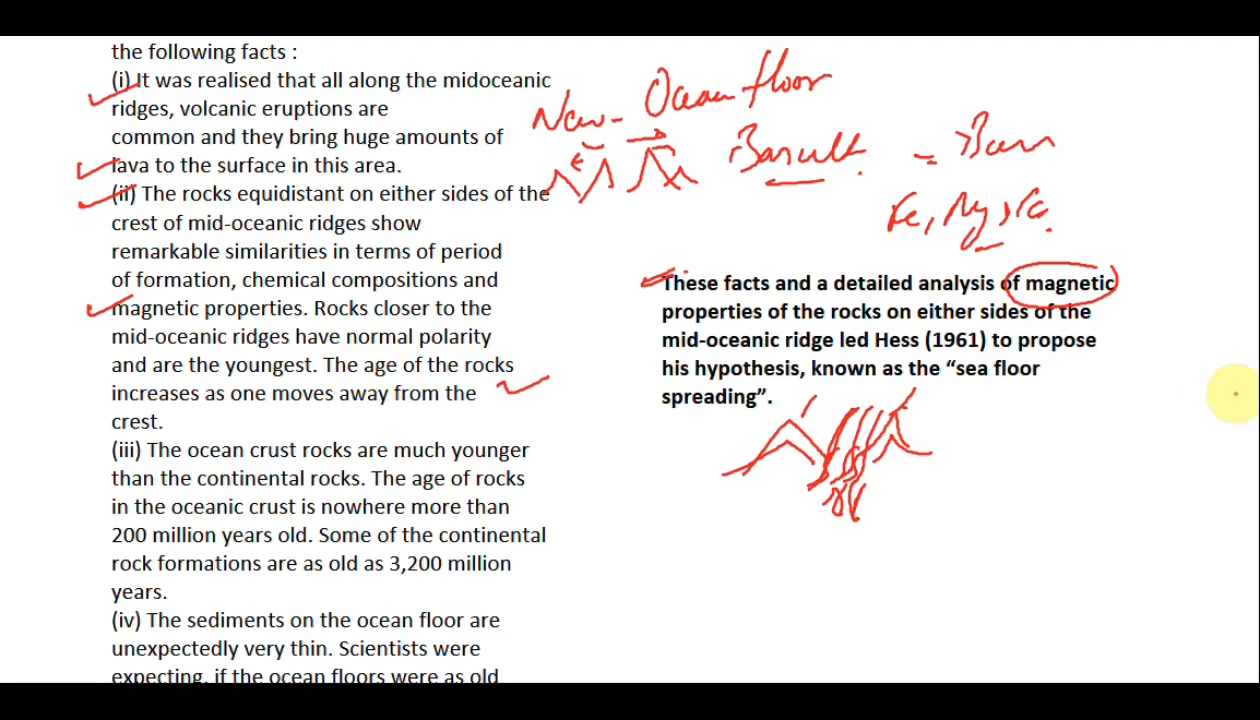 the following facts :
(i) It was realised that all along the midoceanic
ridges, volcanic eruptions are
common and they bring huge amounts of
lava to the surface in this area.
(ii) The rocks equidistant on either sides of the
crest of mid-oceanic ridges show
remarkable similarities in terms of period
of formation, chemical compositions and
magnetic properties. Rocks closer to the
mid-oceanic ridges have normal polarity
and are the youngest. The age of the rocks
increases as one moves away from the
crest.
(iii) The ocean crust rocks are much younger
than the continental rocks. The age of rocks
in the oceanic crust is nowhere more than
200 million years old. Some of the continental
rock formations are as old as 3,200 million
years.
(iv) The sediments on the ocean floor are
unexpectedly very thin. Scientists were
expecting, if the ocean floors were as old
New - Ocean floor
These facts and a detailed analysis of magnetic
properties of the rocks on either sides of the
mid-oceanic ridge led Hess (1961) to propose
his hypothesis, known as the “sea floor
spreading”.